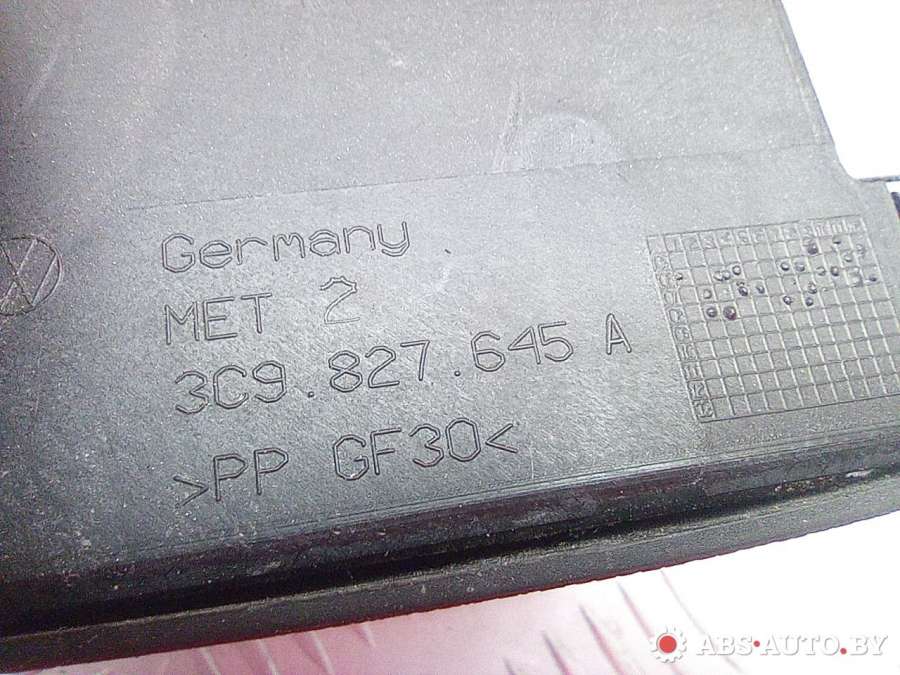 Germany
MET 2
3C9.827.645 A
>PP GF30<
ABS-AUTO.BY